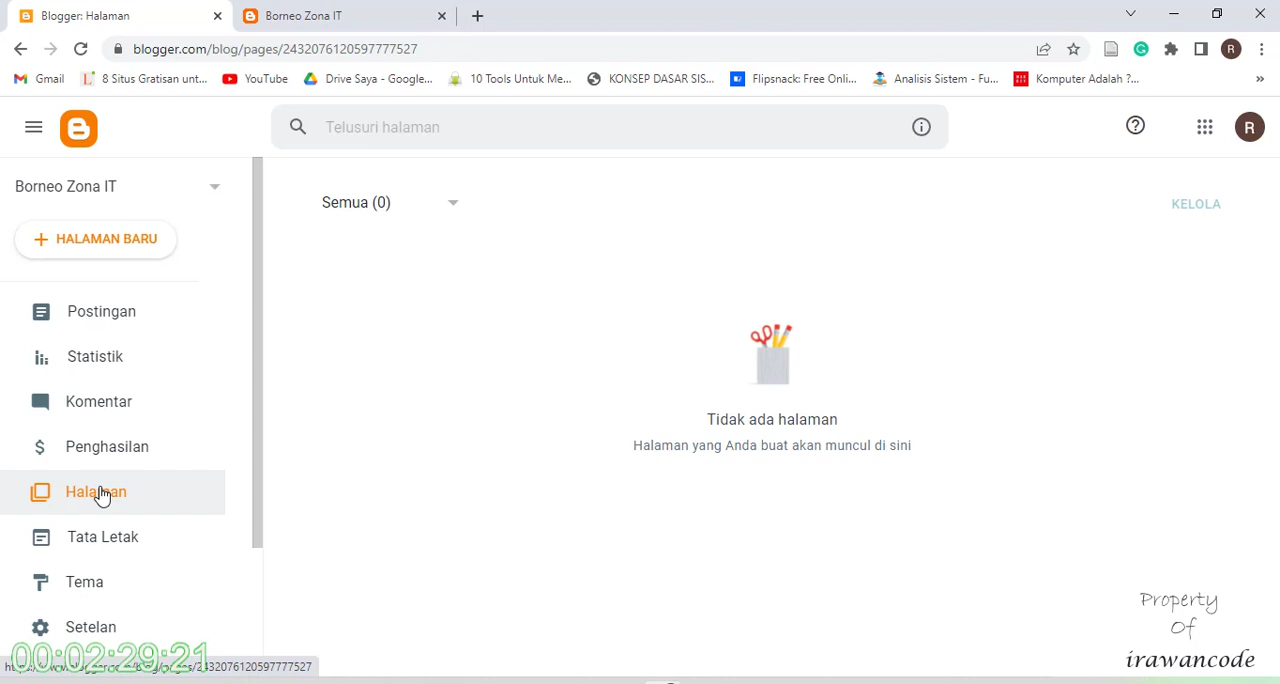 Blogger: Halaman
Borneo Zona IT
blogger.com/blog/pages/2432076120597777527
R
Gmail
8 Situs Gratisan unt...
YouTube
Drive Saya - Google...
10 Tools Untuk Me...
KONSEP DASAR SIS...
Flipsnack: Free Onli...
Analisis Sistem - Fu...
Komputer Adalah ?...
»
Telusuri halaman
R
Borneo Zona IT
Semua (0)
KELOLA
+ HALAMAN BARU
Postingan
Statistik
Komentar
Penghasilan
Halaman
Tata Letak
Tema
Setelan
Tidak ada halaman
Halaman yang Anda buat akan muncul di sini
Property
Of
irawancode
00:02:29:21